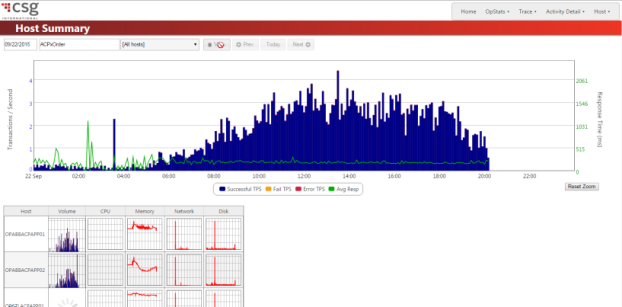 csg
INTERNATIONAL
Home OpStats Trace Activity Detail Host
Host Summary
09/22/2015 ACPxOrder [All hosts] Prev Today Next
Transactions / Second
4
3
2
1
2061
1546
1031
515
0
Response Time (ms)
22 Sep 02:00 04:00 06:00 08:00 10:00 12:00 14:00 16:00 18:00 20:00 22:00
Successful TPS Fail TPS Error TPS Avg Resp
Reset Zoom
Host Volume CPU Memory Network Disk